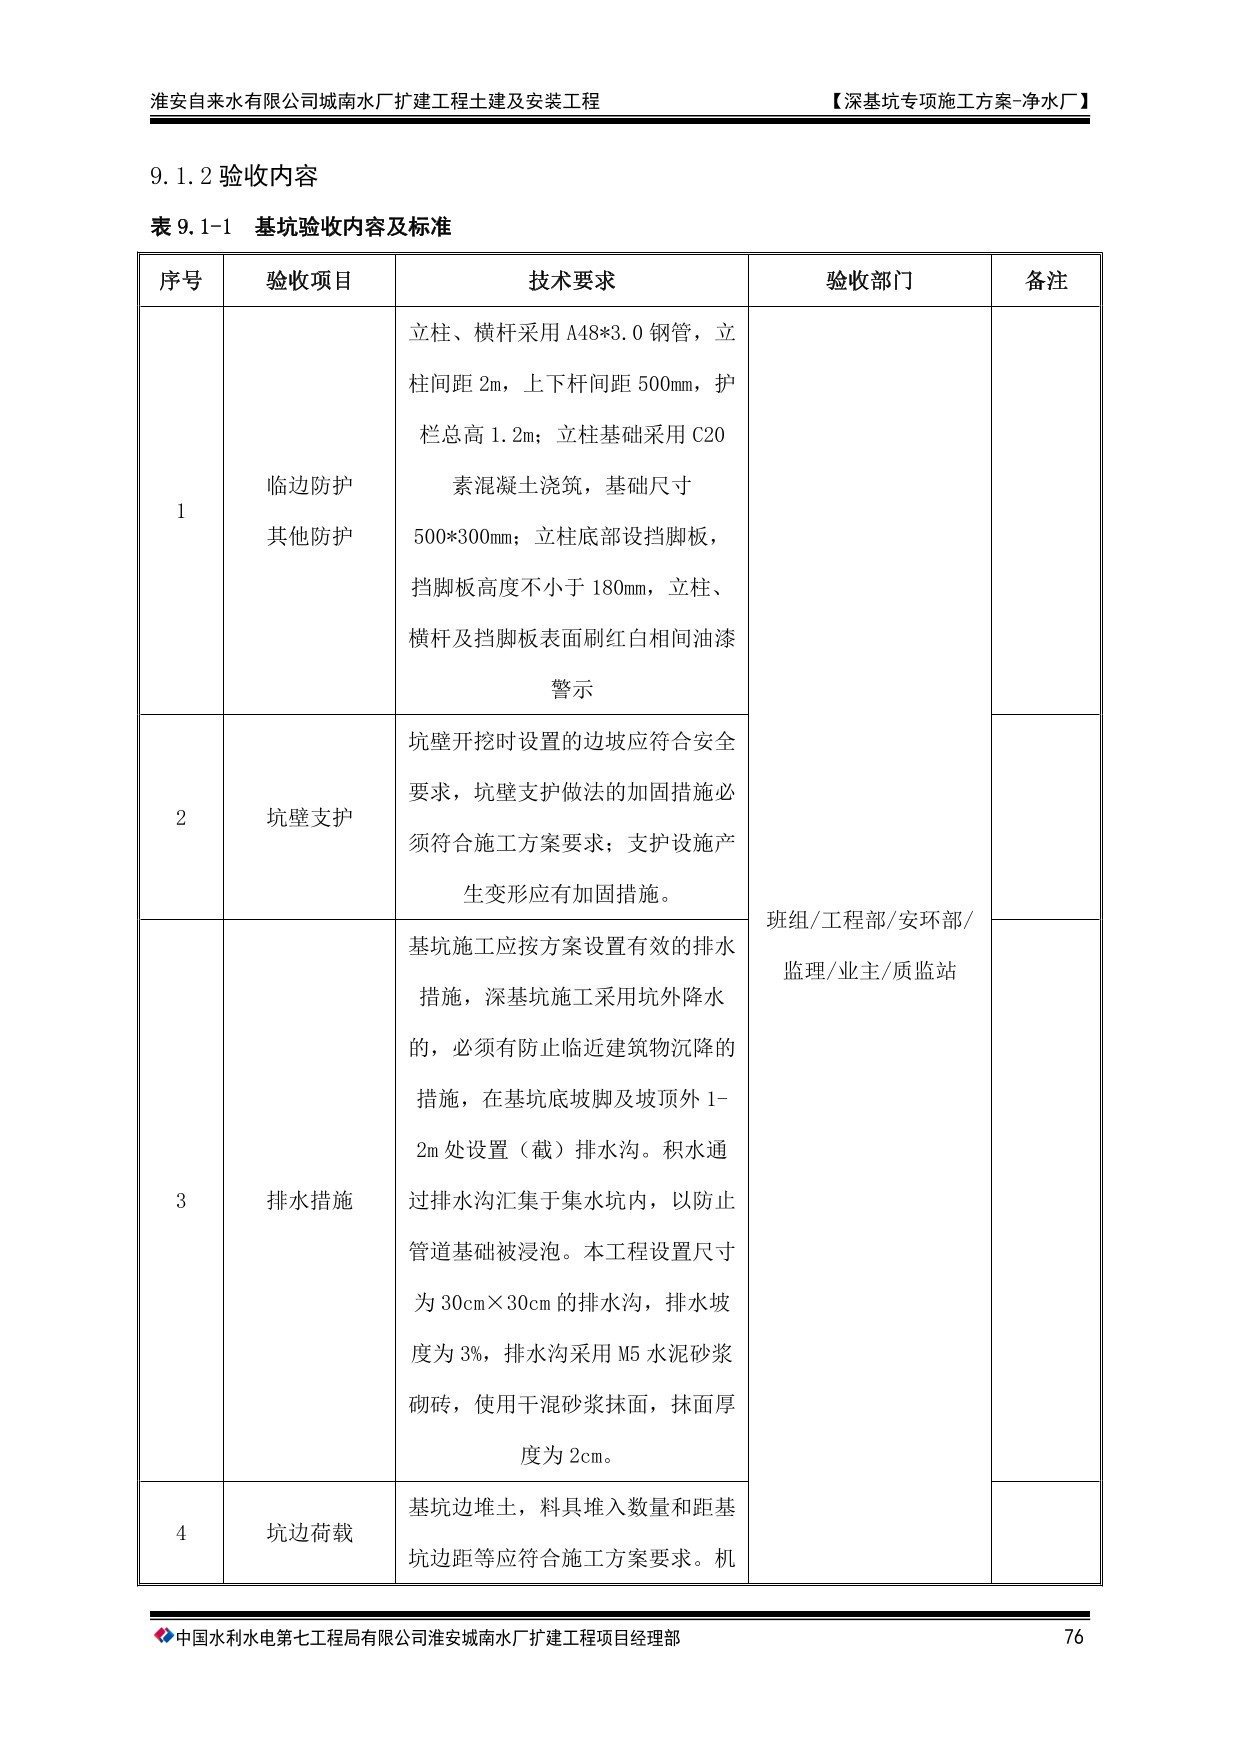 淮安自来水有限公司城南水厂扩建工程土建及安装工程 【深基坑专项施工方案-净水厂】
9.1.2 验收内容
表 9.1-1 基坑验收内容及标准
序号 验收项目 技术要求 验收部门 备注
1
临边防护
其他防护
立柱、横杆采用 A48*3.0 钢管，立
柱间距 2m，上下杆间距 500mm，护
栏总高 1.2m；立柱基础采用 C20
素混凝土浇筑，基础尺寸
500*300mm；立柱底部设挡脚板，
挡脚板高度不小于 180mm，立柱、
横杆及挡脚板表面刷红白相间油漆
警示
2
坑壁支护
坑壁开挖时设置的边坡应符合安全
要求，坑壁支护做法的加固措施必
须符合施工方案要求；支护设施产
生变形应有加固措施。
班组/工程部/安环部/
监理/业主/质监站
3
排水措施
基坑施工应按方案设置有效的排水
措施，深基坑施工采用坑外降水
的，必须有防止临近建筑物沉降的
措施，在基坑底坡脚及坡顶外 1-
2m 处设置（截）排水沟。积水通
过排水沟汇集于集水坑内，以防止
管道基础被浸泡。本工程设置尺寸
为 30cm×30cm 的排水沟，排水坡
度为 3%，排水沟采用 M5 水泥砂浆
砌砖，使用干混砂浆抹面，抹面厚
度为 2cm。
4
坑边荷载
基坑边堆土，料具堆入数量和距基
坑边距等应符合施工方案要求。机
中国水利水电第七工程局有限公司淮安城南水厂扩建工程项目经理部 76